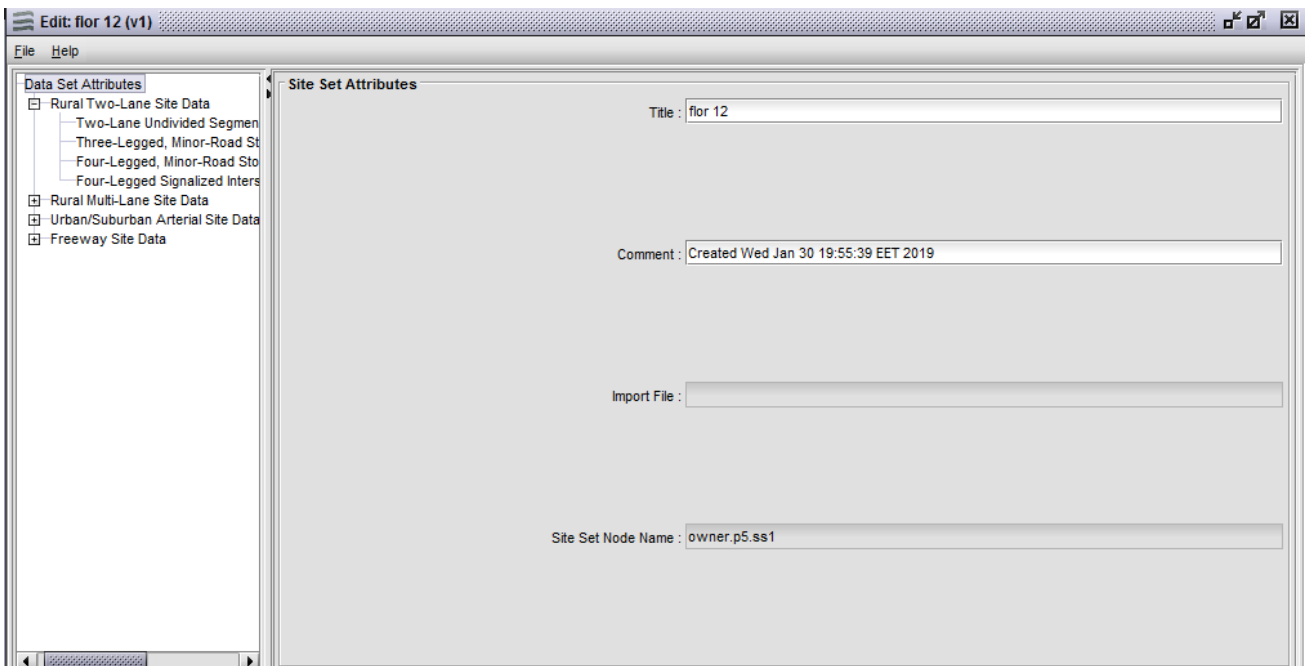 Edit: flor 12 (v1)
File Help
Data Set Attributes
Rural Two-Lane Site Data
Two-Lane Undivided Segmen
Three-Legged, Minor-Road St
Four-Legged, Minor-Road Sto
Four-Legged Signalized Inters
Rural Multi-Lane Site Data
Urban/Suburban Arterial Site Data
Freeway Site Data
Site Set Attributes
Title : flor 12
Comment : Created Wed Jan 30 19:55:39 EET 2019
Import File :
Site Set Node Name : owner.p5.ss1